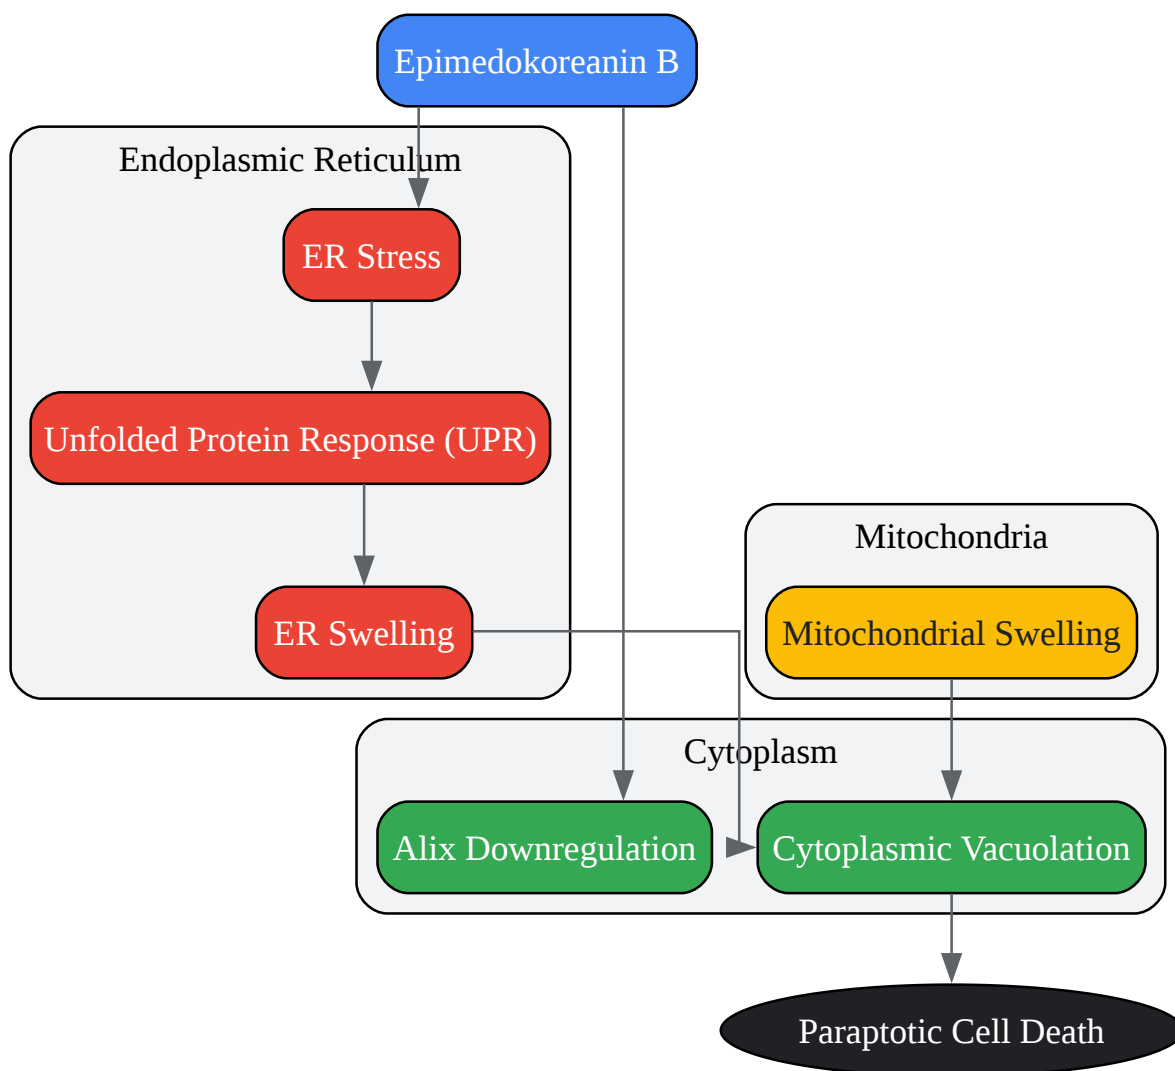 Epimedokoreanin B
Endoplasmic Reticulum
ER Stress
Unfolded Protein Response (UPR)
Mitochondria
ER Swelling
Mitochondrial Swelling
Cytoplasm
Alix Downregulation
Cytoplasmic Vacuolation
Paraptotic Cell Death